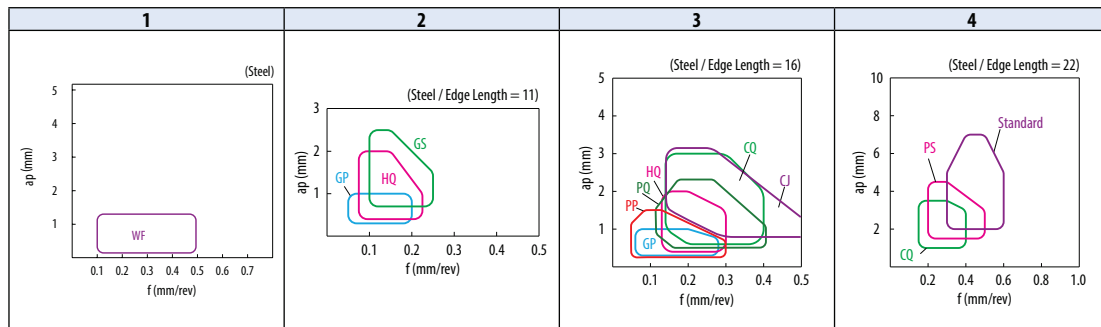 1
2
3
4
(Steel)
5
4
3
2
1
ap (mm)
WF
0.1 0.2 0.3 0.4 0.5 0.6 0.7
f (mm/rev)
(Steel / Edge Length = 11)
3
2
1
ap (mm)
GS
GP
HQ
0.1 0.2 0.3 0.4 0.5
f (mm/rev)
(Steel / Edge Length = 16)
5
4
3
2
1
ap (mm)
CQ
HQ
CJ
PQ
PP
GP
0.1 0.2 0.3 0.4 0.5
f (mm/rev)
(Steel / Edge Length = 22)
10
8
6
4
2
ap (mm)
Standard
PS
CQ
0.2 0.4 0.6 0.8 1.0
f (mm/rev)